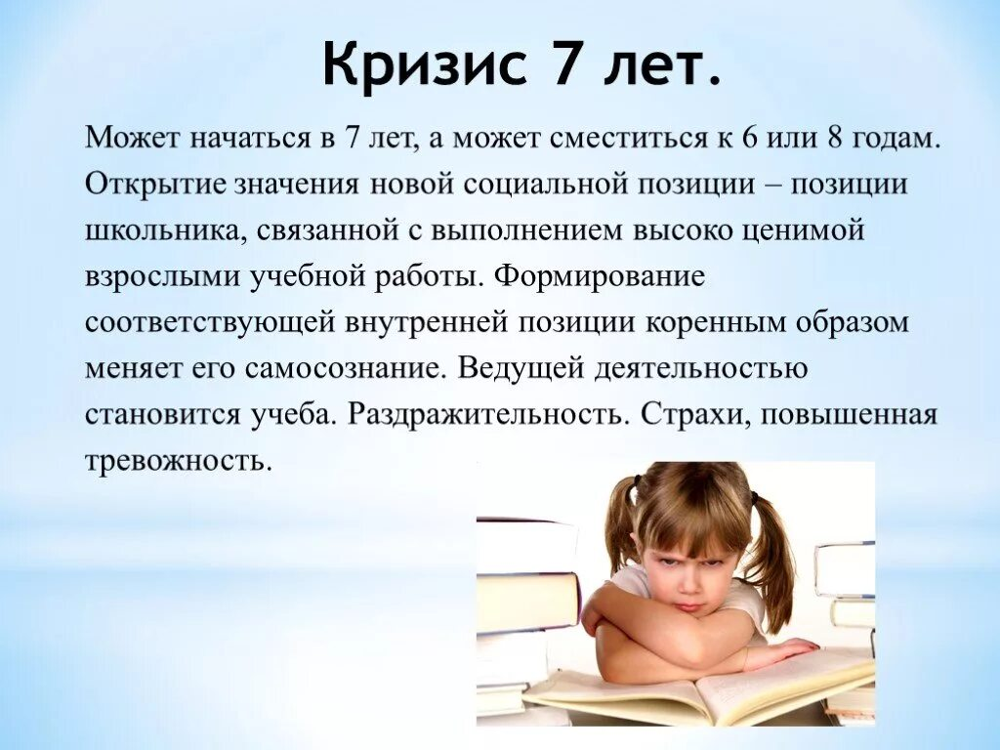 Кризис 7 лет.
Может начаться в 7 лет, а может сместиться к 6 или 8 годам.
Открытие значения новой социальной позиции – позиции
школьника, связанной с выполнением высоко ценимой
взрослыми учебной работы. Формирование
соответствующей внутренней позиции коренным образом
меняет его самосознание. Ведущей деятельностью
становится учеба. Раздражительность. Страхи, повышенная
тревожность.